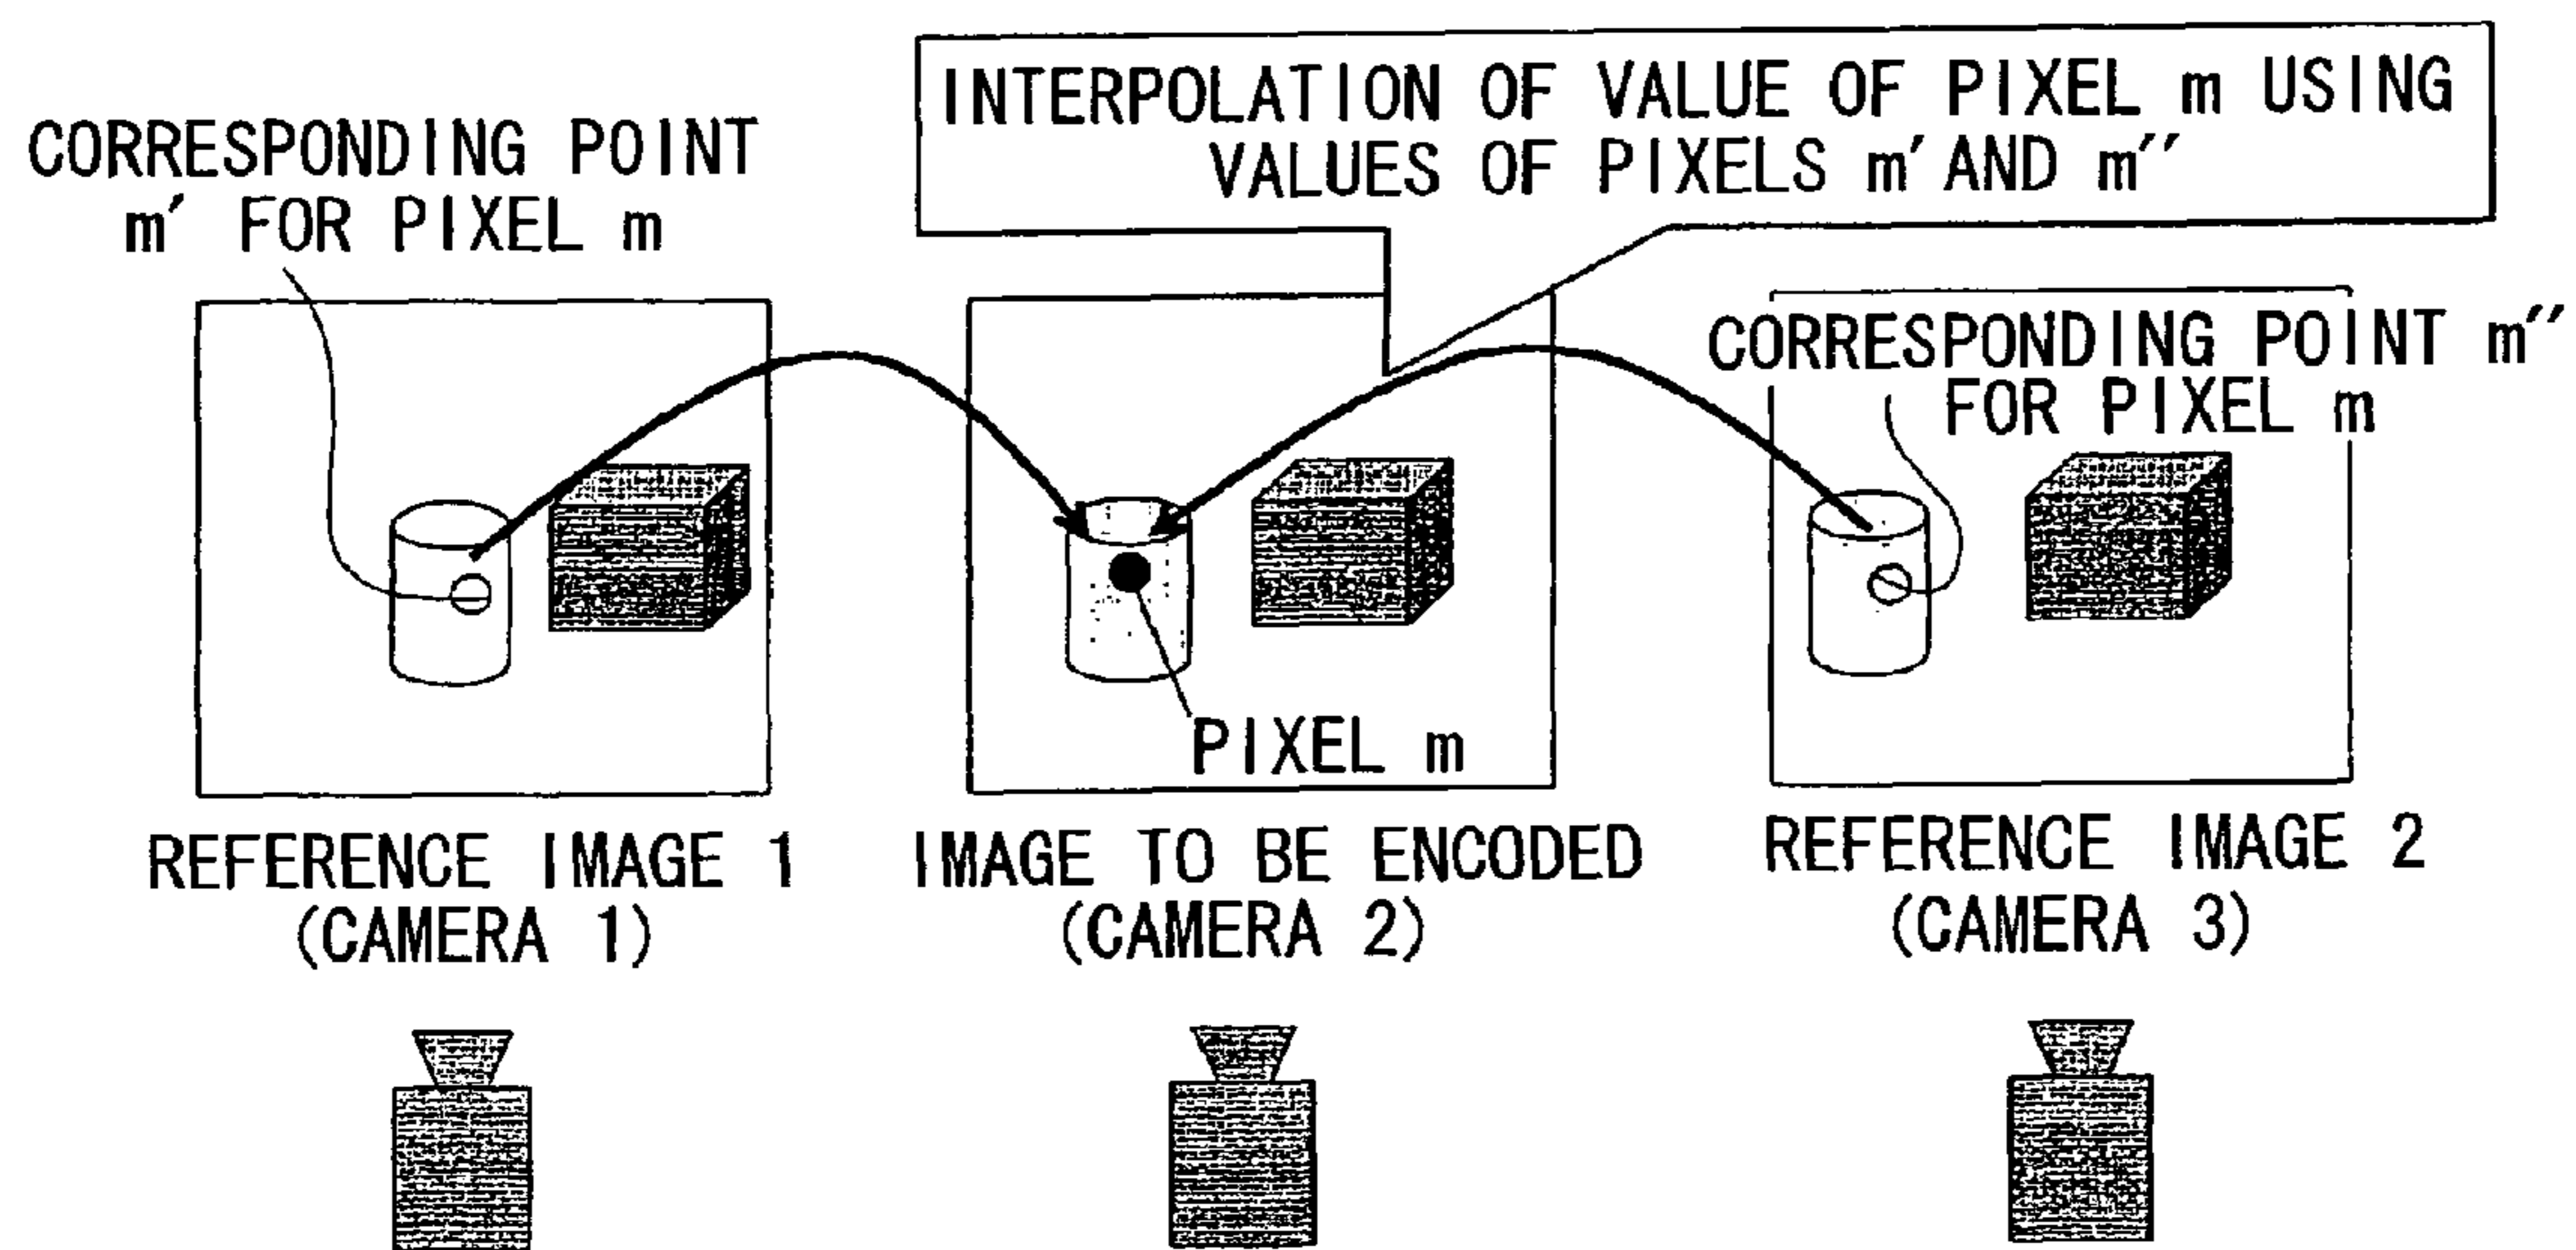 INTERPOLATION OF VALUE OF PIXEL m USING
VALUES OF PIXELS m′ AND m″
CORRESPONDING POINT
m′ FOR PIXEL m
CORRESPONDING POINT m″
FOR PIXEL m
PIXEL m
REFERENCE IMAGE 1
(CAMERA 1)
IMAGE TO BE ENCODED
(CAMERA 2)
REFERENCE IMAGE 2
(CAMERA 3)